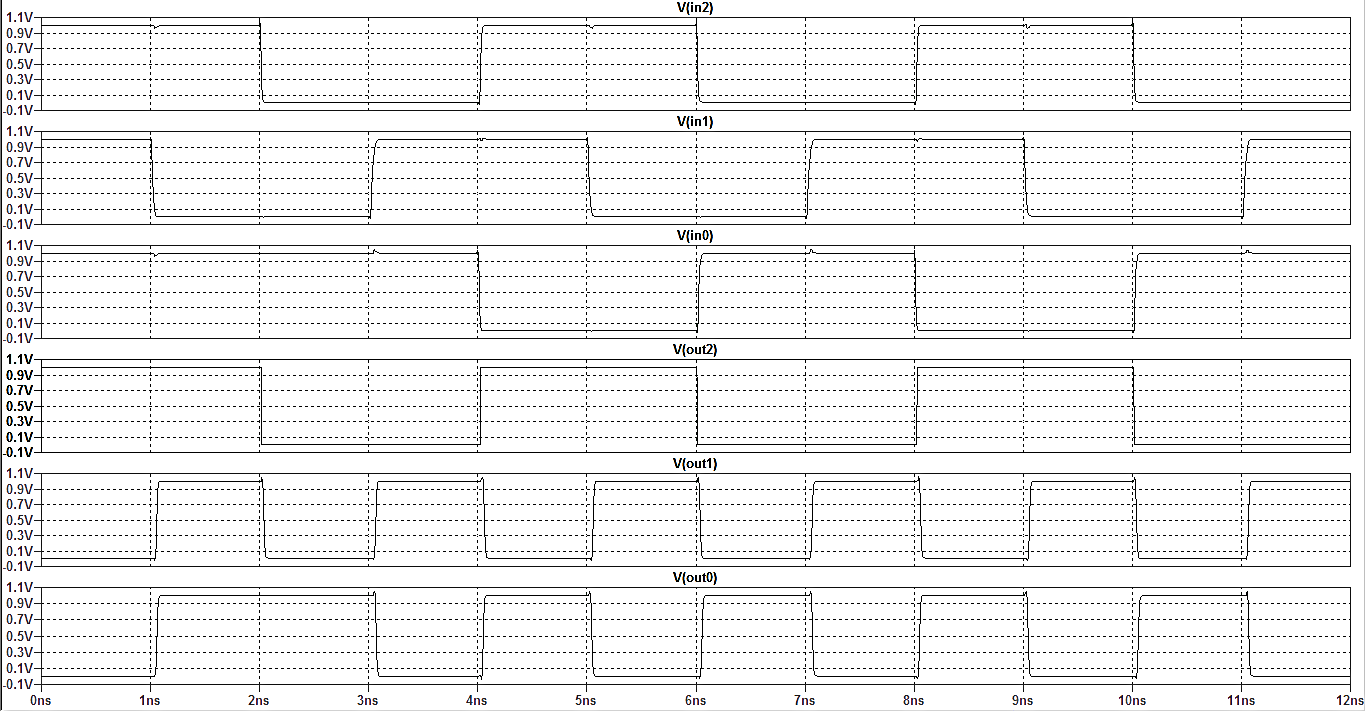 V(in2)
1.1V
0.9V
0.7V
0.5V
0.3V
0.1V
-0.1V
V(in1)
1.1V
0.9V
0.7V
0.5V
0.3V
0.1V
-0.1V
V(in0)
1.1V
0.9V
0.7V
0.5V
0.3V
0.1V
-0.1V
V(out2)
1.1V
0.9V
0.7V
0.5V
0.3V
0.1V
-0.1V
V(out1)
1.1V
0.9V
0.7V
0.5V
0.3V
0.1V
-0.1V
V(out0)
1.1V
0.9V
0.7V
0.5V
0.3V
0.1V
-0.1V
0ns 1ns 2ns 3ns 4ns 5ns 6ns 7ns 8ns 9ns 10ns 11ns 12ns